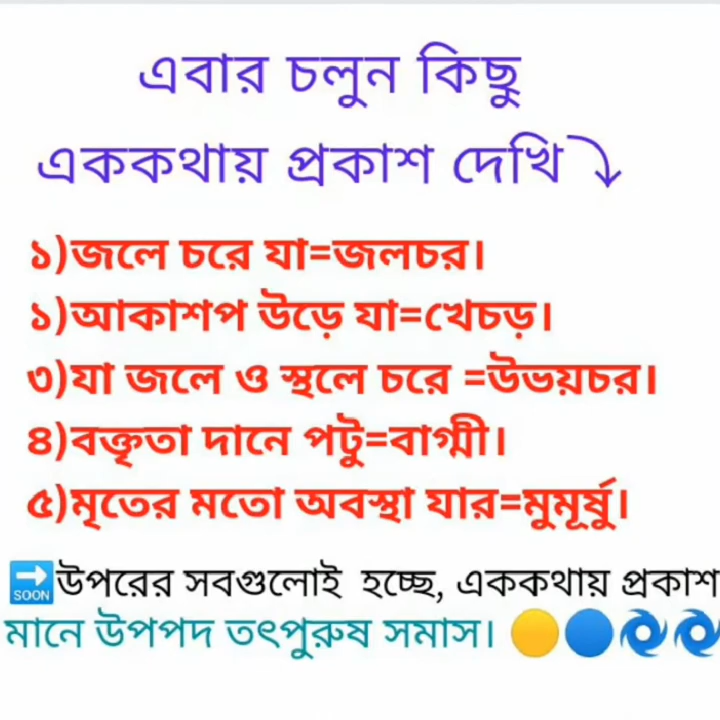 এবার চলুন কিছু
এককথায় প্রকাশ দেখি
১)জলে চরে যা=জলচর।
১)আকাশপ উড়ে যা=খেচড়।
৩)যা জলে ও স্থলে চরে =উভয়চর।
৪)বক্তৃতা দানে পটু=বাগ্মী।
৫)মৃতের মতো অবস্থা যার=মুমূর্ষু।
SOON উপরের সবগুলোই হচ্ছে, এককথায় প্রকাশ
মানে উপপদ তৎপুরুষ সমাস।